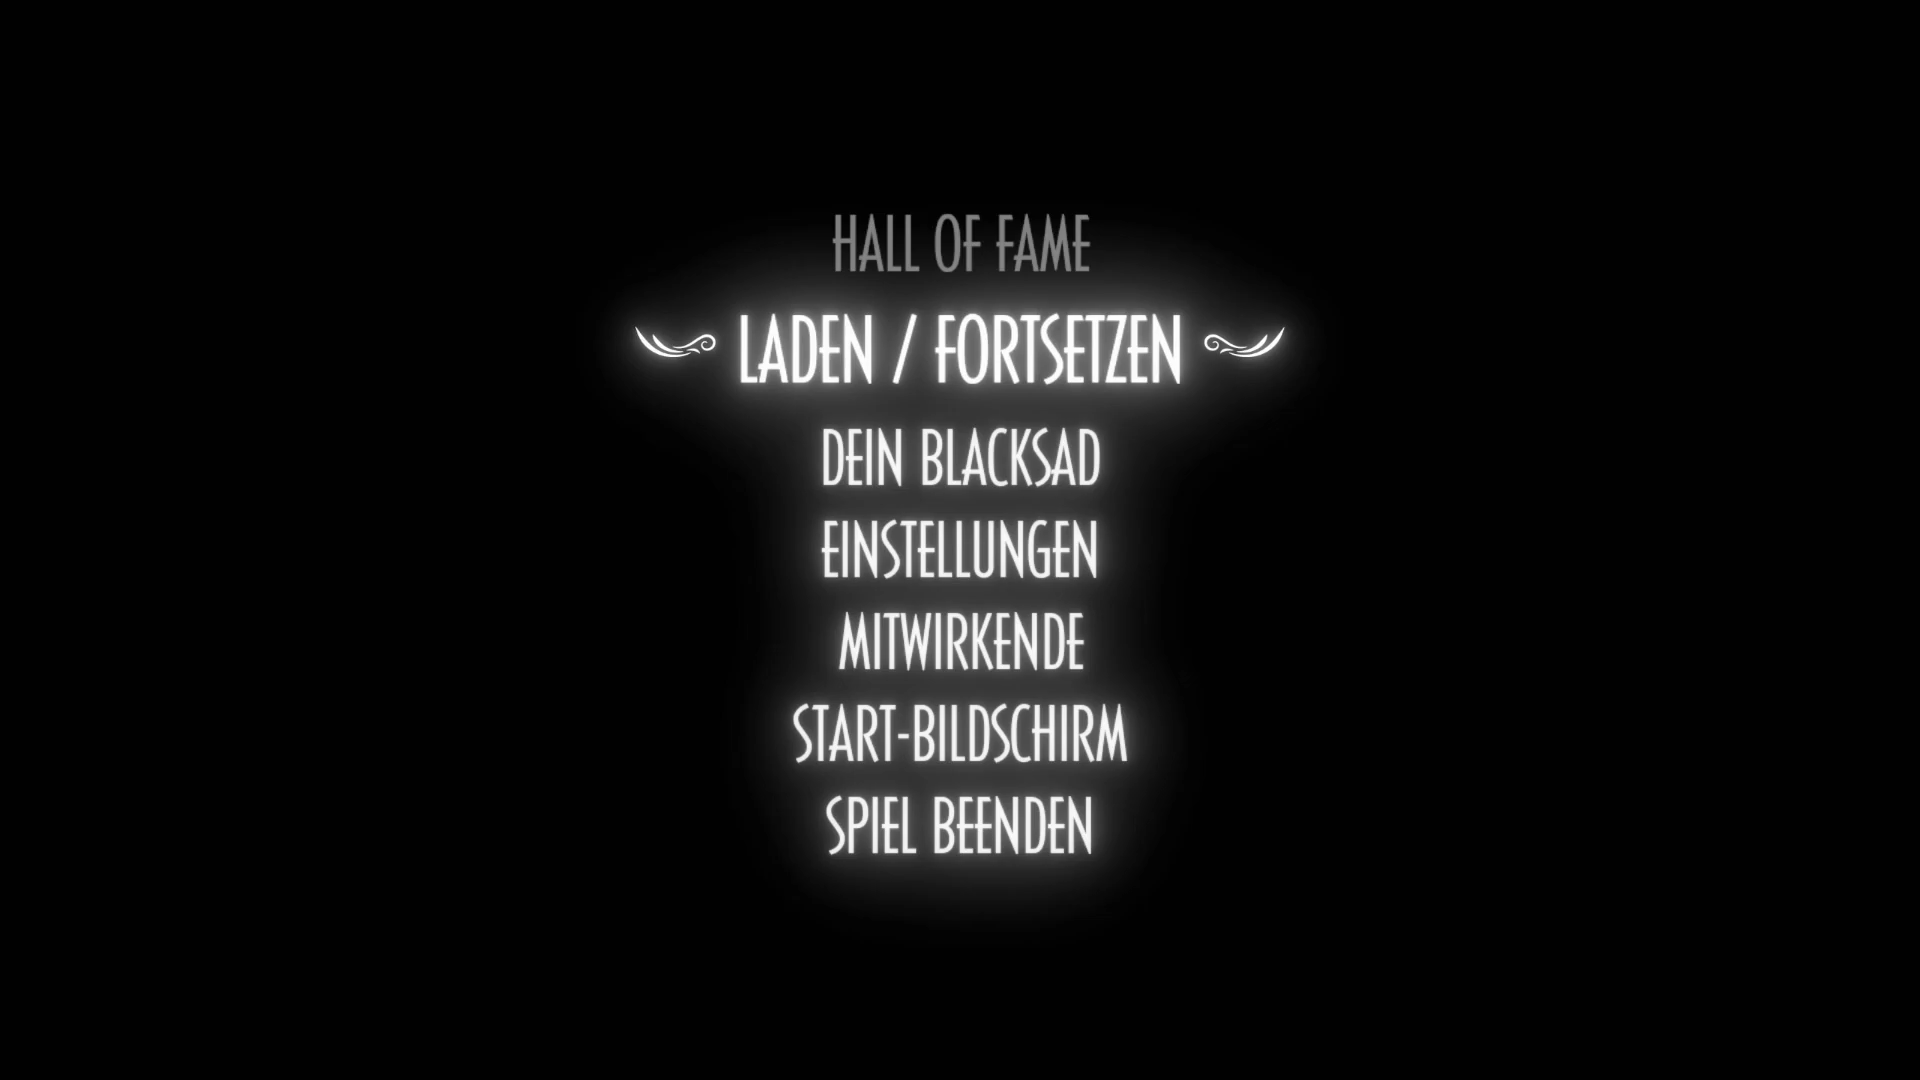 HALL OF FAME
LADEN / FORTSETZEN
DEIN BLACKSAD
EINSTELLUNGEN
MITWIRKENDE
START-BILDSCHIRM
SPIEL BEENDEN